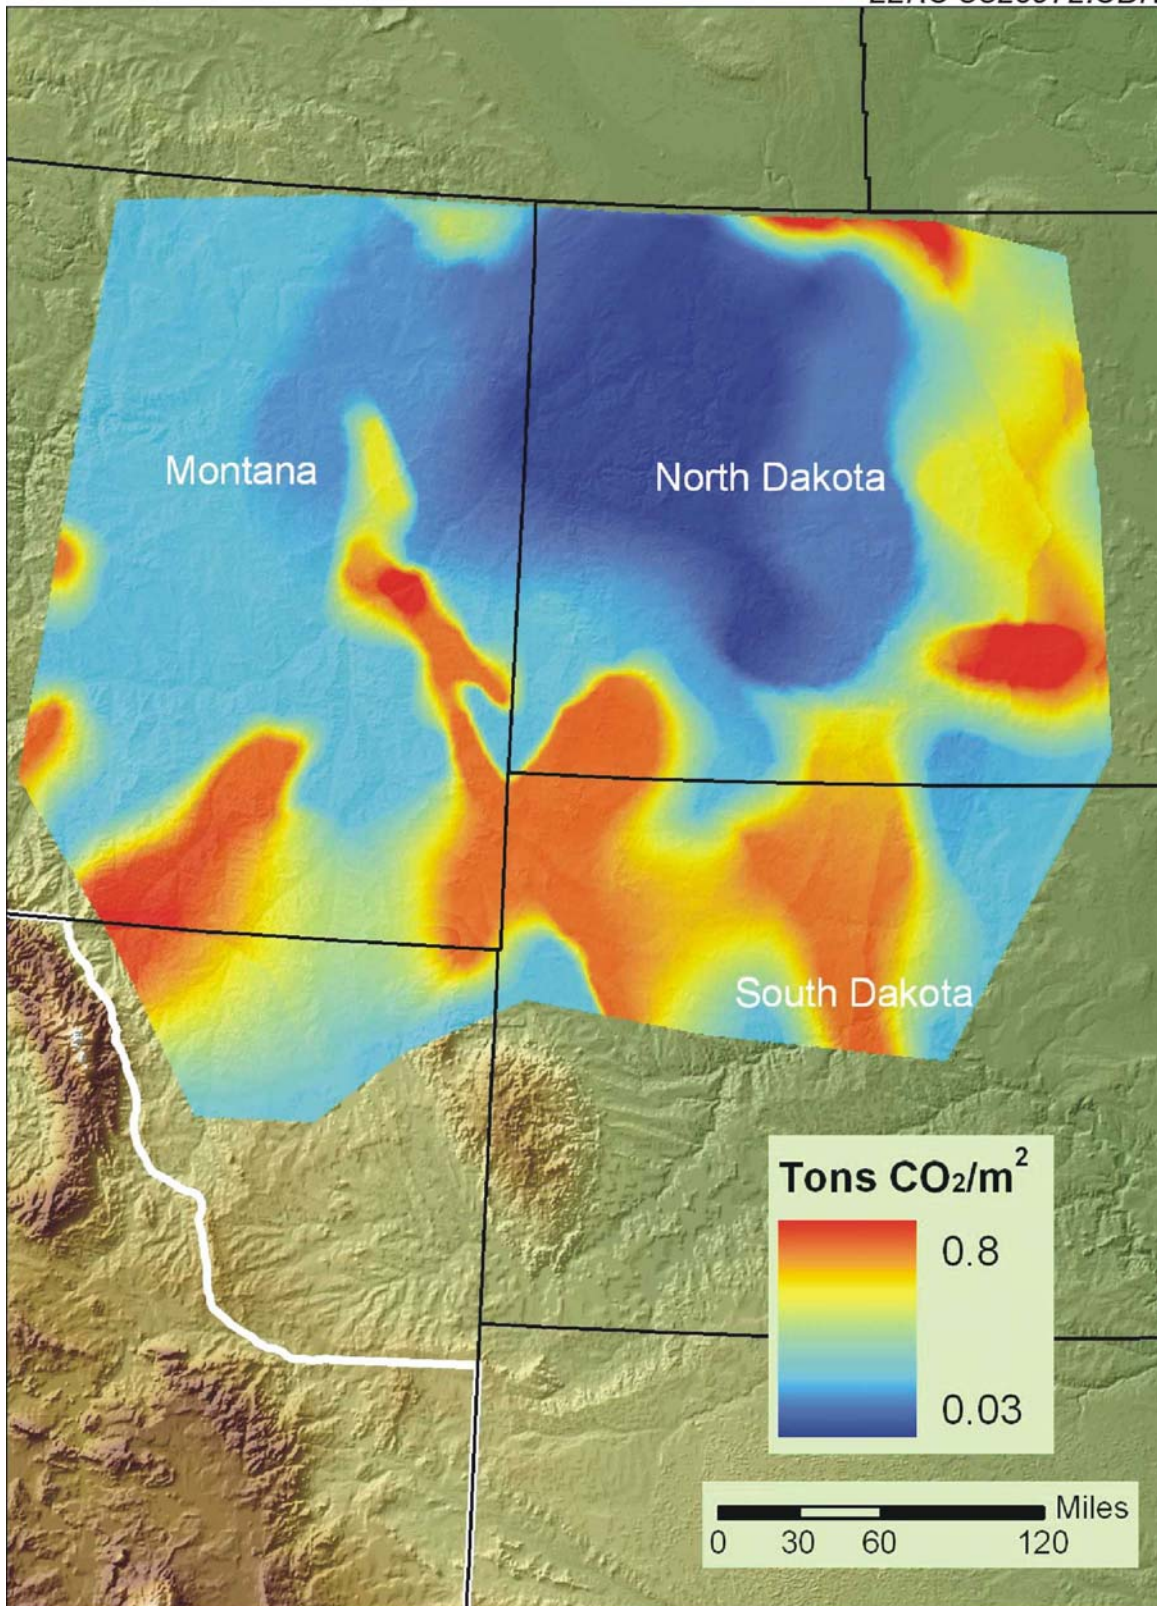 Montana
North Dakota
South Dakota
Tons CO₂/m²
0.8
0.03
Miles
0 30 60 120